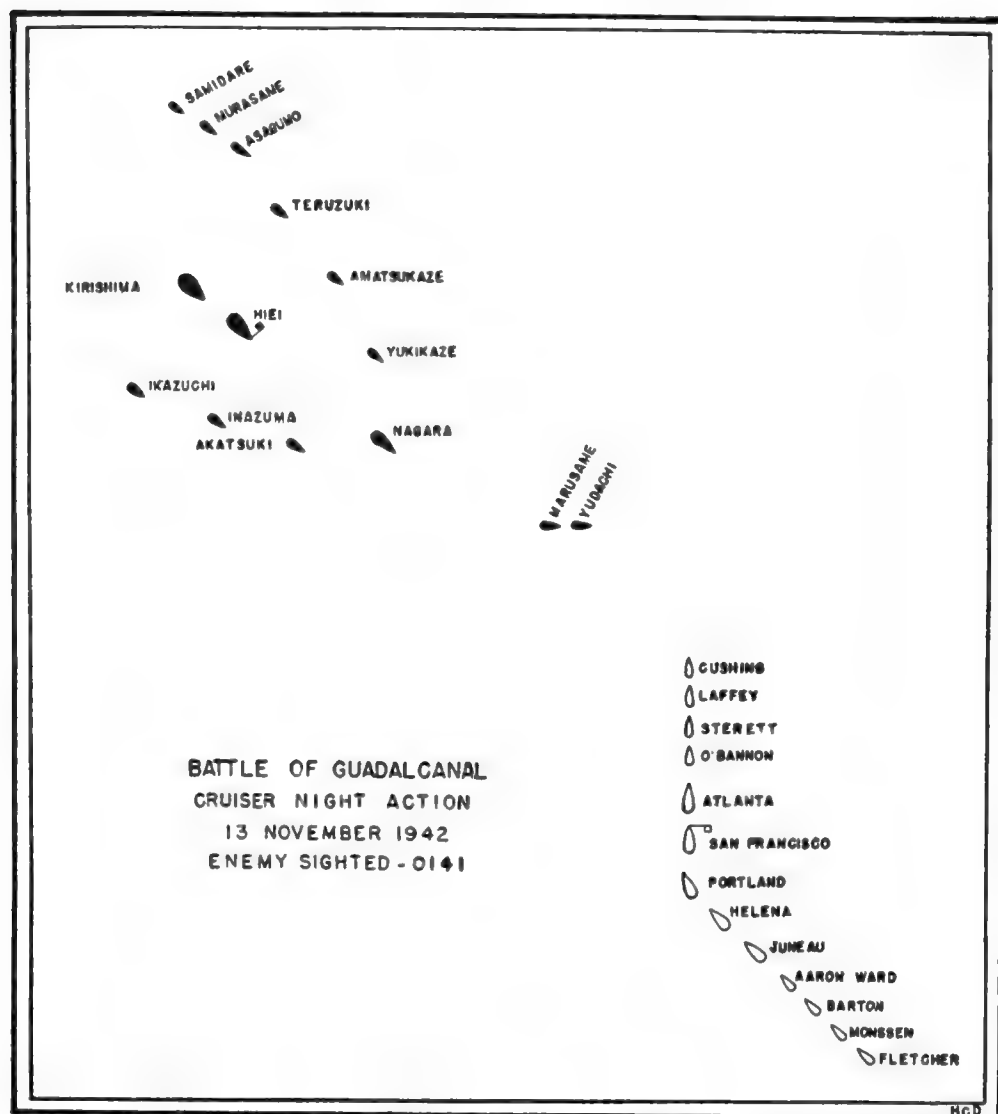 SAMIDARE
MURASAME
ASAGUMO
TERUZUKI
AMATSUKAZE
KIRISHIMA
HIEI
YUKIKAZE
IKAZUCHI
INAZUMA
AKATSUKI
NAGARA
MARUSAME
YUDACHI
CUSHING
LAFFEY
STERETT
O'BANNON
ATLANTA
SAN FRANCISCO
PORTLAND
HELENA
JUNEAU
AARON WARD
BARTON
MONSSEN
FLETCHER
BATTLE OF GUADALCANAL
CRUISER NIGHT ACTION
13 NOVEMBER 1942
ENEMY SIGHTED - 0141
HCD